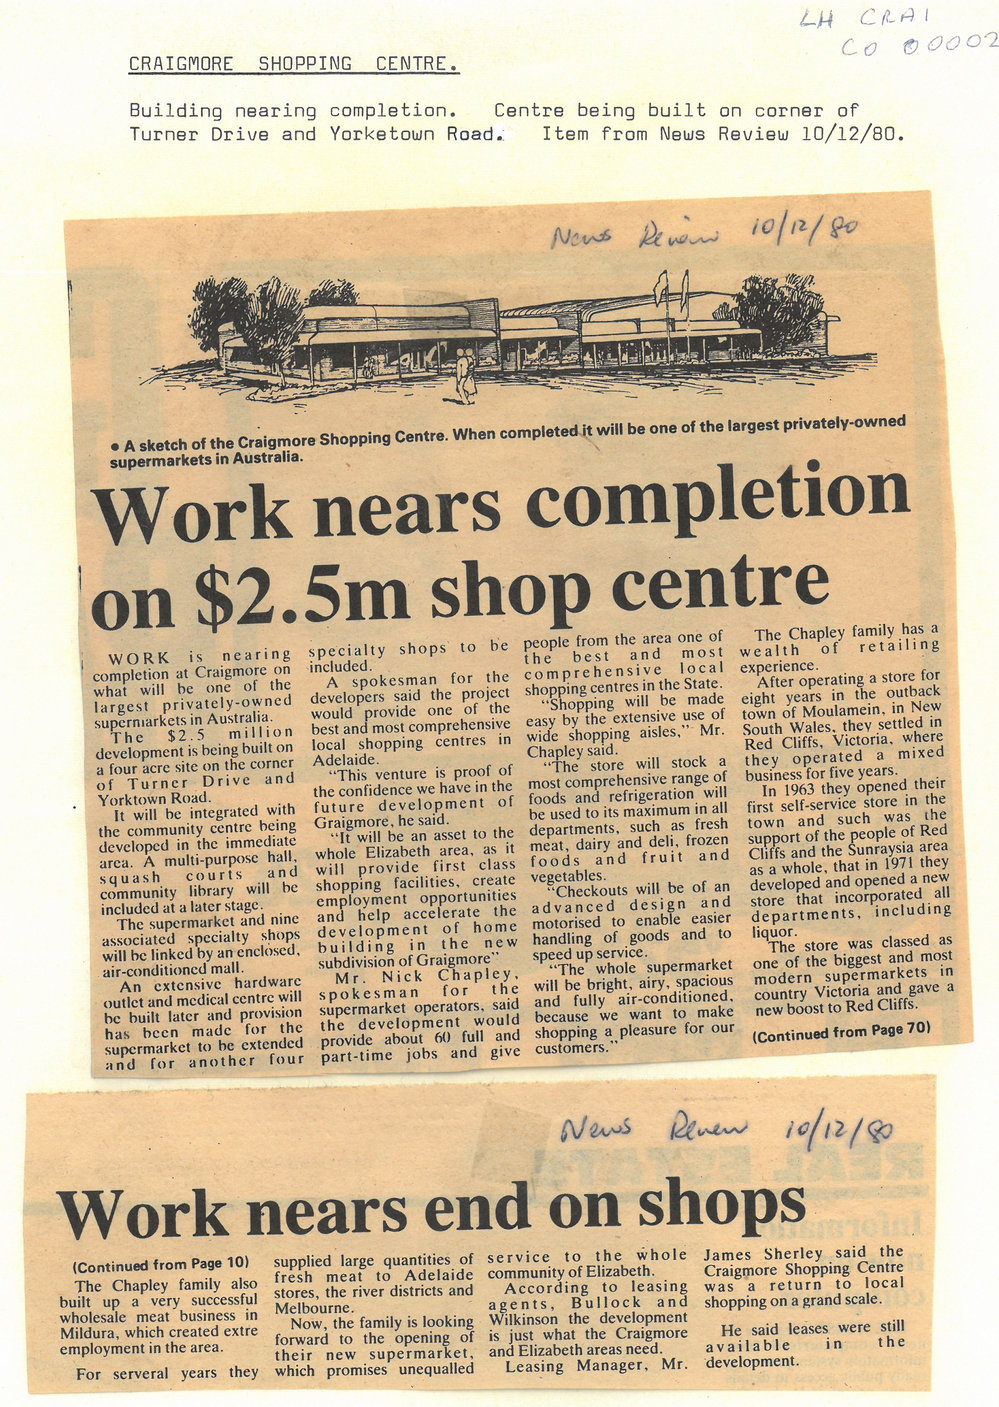 LH CRAI
CO 00002
CRAIGMORE SHOPPING CENTRE.
Building nearing completion. Centre being built on corner of
Turner Drive and Yorketown Road. Item from News Review 10/12/80.
News Review 10/12/80
• A sketch of the Craigmore Shopping Centre. When completed it will be one of the largest privately-owned
supermarkets in Australia.
Work nears completion
on $2.5m shop centre
WORK is nearing
completion at Craigmore on
what will be one of the
largest privately-owned
supermarkets in Australia.
The $2.5 million
development is being built on
a four acre site on the corner
of Turner Drive and
Yorktown Road.
It will be integrated with
the community centre being
developed in the immediate
area. A multi-purpose hall,
squash courts and
community library will be
included at a later stage.
The supermarket and nine
associated specialty shops
will be linked by an enclosed,
air-conditioned mall.
An extensive hardware
outlet and medical centre will
be built later and provision
has been made for the
supermarket to be extended
and for another four
specialty shops to be
included.
A spokesman for the
developers said the project
would provide one of the
best and most comprehensive
local shopping centres in
Adelaide.
"This venture is proof of
the confidence we have in the
future development of
Graigmore, he said.
"It will be an asset to the
whole Elizabeth area, as it
will provide first class
shopping facilities, create
employment opportunities
and help accelerate the
development of home
building in the new
subdivision of Graigmore"
Mr. Nick Chapley,
spokesman for the
supermarket operators, said
the development would
provide about 60 full and
part-time jobs and give
people from the area one of
the best and most
comprehensive local
shopping centres in the State.
"Shopping will be made
easy by the extensive use of
wide shopping aisles," Mr.
Chapley said.
"The store will stock a
most comprehensive range of
foods and refrigeration will
be used to its maximum in all
departments, such as fresh
meat, dairy and deli, frozen
foods and fruit and
vegetables.
"Checkouts will be of an
advanced design and
motorised to enable easier
handling of goods and to
speed up service.
"The whole supermarket
will be bright, airy, spacious
and fully air-conditioned,
because we want to make
shopping a pleasure for our
customers."
The Chapley family has a
wealth of retailing
experience.
After operating a store for
eight years in the outback
town of Moulamein, in New
South Wales, they settled in
Red Cliffs, Victoria, where
they operated a mixed
business for five years.
In 1963 they opened their
first self-service store in the
town and such was the
support of the people of Red
Cliffs and the Sunraysia area
as a whole, that in 1971 they
developed and opened a new
store that incorporated all
departments, including
liquor.
The store was classed as
one of the biggest and most
modern supermarkets in
country Victoria and gave a
new boost to Red Cliffs.
(Continued from Page 70)
News Review 10/12/80
Work nears end on shops
(Continued from Page 10)
The Chapley family also
built up a very successful
wholesale meat business in
Mildura, which created extre
employment in the area.
For serveral years they
supplied large quantities of
fresh meat to Adelaide
stores, the river districts and
Melbourne.
Now, the family is looking
forward to the opening of
their new supermarket,
which promises unequalled
service to the whole
community of Elizabeth.
According to leasing
agents, Bullock and
Wilkinson the development
is just what the Craigmore
and Elizabeth areas need.
Leasing Manager, Mr.
James Sherley said the
Craigmore Shopping Centre
was a return to local
shopping on a grand scale.
He said leases were still
available in the
development.